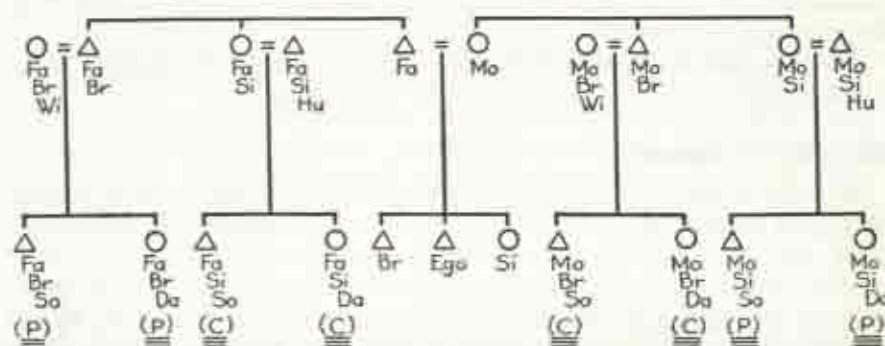 Fa Br Wi
Fa Br
Fa Si
Fa Si Hu
Fa
Mo
Mo Br Wi
Mo Br
Mo Si
Mo Si Hu
Fa Br So (P)
Fa Br Da (P)
Fa Si So (C)
Fa Si Da (C)
Br
Ego
Si
Mo Br So (C)
Mo Br Da (C)
Mo Si So (P)
Mo Si Da (P)